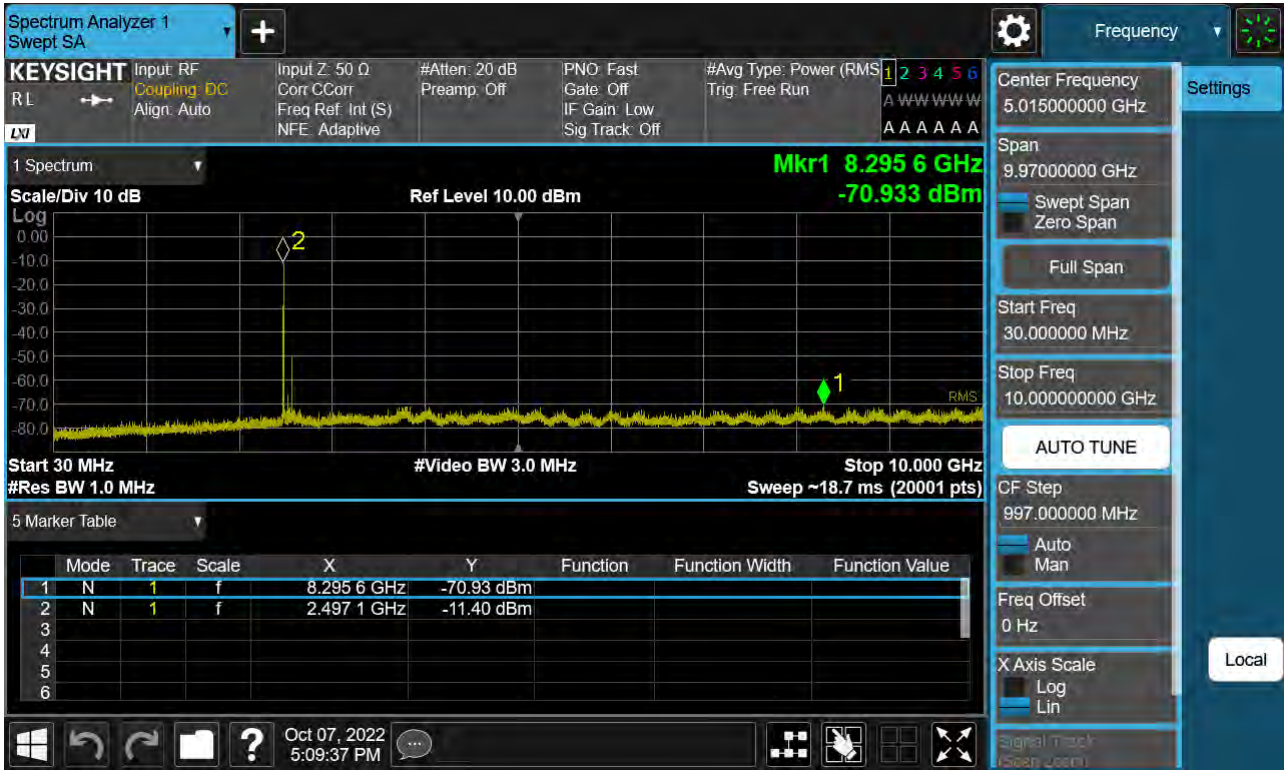 Spectrum Analyzer 1
Swept SA
Frequency
KEYSIGHT
RL
LXI
Input: RF
Coupling: DC
Align: Auto
Input Z: 50 Ω
Corr CCorr
Freq Ref: Int (S)
NFE: Adaptive
#Atten: 20 dB
Preamp: Off
PNO: Fast
Gate: Off
IF Gain: Low
Sig Track: Off
#Avg Type: Power (RMS
Trig: Free Run
1 2 3 4 5 6
A W W W W W
A A A A A A
1 Spectrum
Mkr1 8.295 6 GHz
-70.933 dBm
Scale/Div 10 dB
Ref Level 10.00 dBm
Log
0.00
-10.0
-20.0
-30.0
-40.0
-50.0
-60.0
-70.0
-80.0
2
1
RMS
Start 30 MHz
#Video BW 3.0 MHz
Stop 10.000 GHz
#Res BW 1.0 MHz
Sweep ~18.7 ms (20001 pts)
5 Marker Table
Mode Trace Scale X Y Function Function Width Function Value
1 N 1 f 8.295 6 GHz -70.93 dBm
2 N 1 f 2.497 1 GHz -11.40 dBm
3
4
5
6
Oct 07, 2022
5:09:37 PM
Center Frequency
5.015000000 GHz
Span
9.97000000 GHz
Swept Span
Zero Span
Full Span
Start Freq
30.000000 MHz
Stop Freq
10.000000000 GHz
AUTO TUNE
CF Step
997.000000 MHz
Auto
Man
Freq Offset
0 Hz
X Axis Scale
Log
Lin
Signal Track
(Span Zoom)
Settings
Local